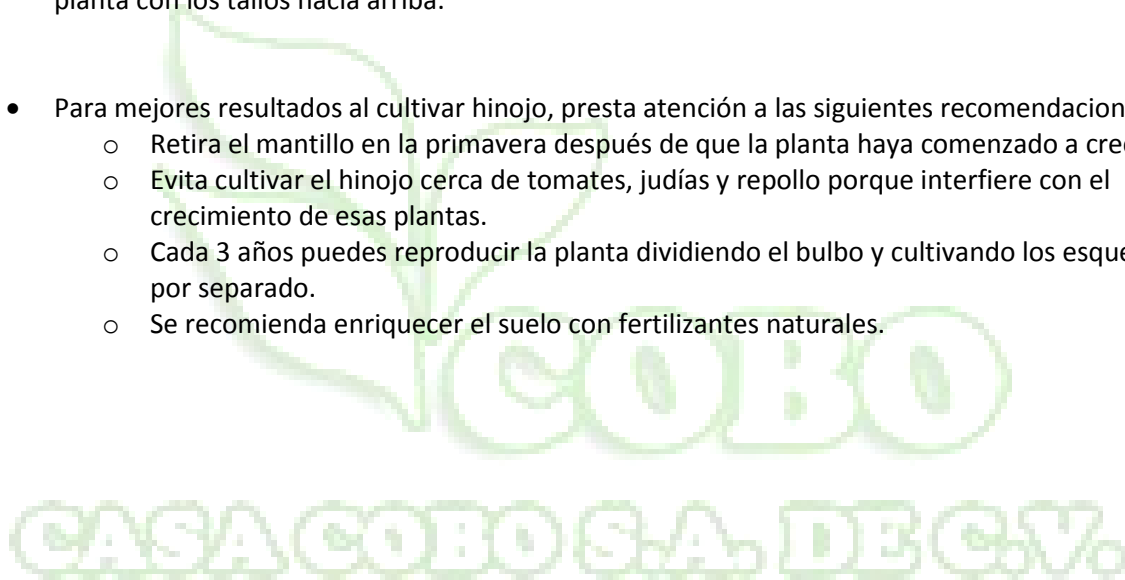 planta con los tallos hacia arriba.
• Para mejores resultados al cultivar hinojo, presta atención a las siguientes
o Retira el mantillo en la primavera después de que la planta haya comenzado a
o Evita cultivar el hinojo cerca de tomates, judías y repollo porque interfiere con el
crecimiento de esas plantas.
o Cada 3 años puedes reproducir la planta dividiendo el bulbo y cultivando los
por separado.
o Se recomienda enriquecer el suelo con fertilizantes naturales.
COBO
CASA COBO S.A. DE C.V.